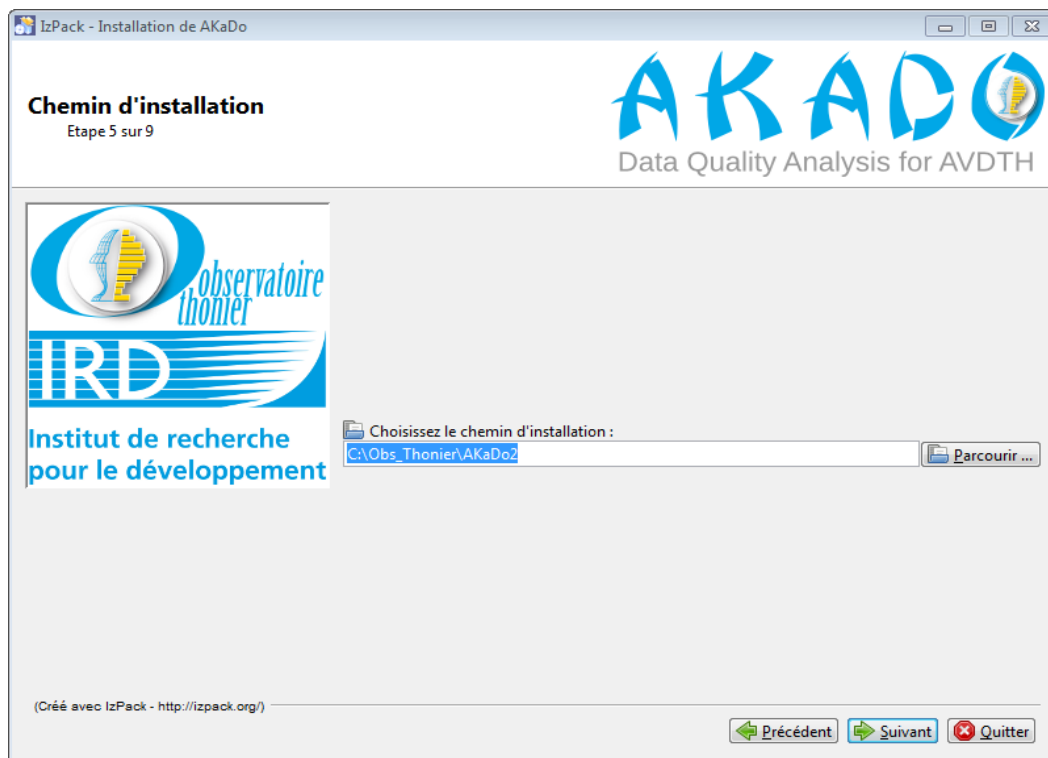 IzPack - Installation de AKaDo
Chemin d'installation
Etape 5 sur 9
AKADO
Data Quality Analysis for AVDTH
Observatoire
thonier
IRD
Institut de recherche
pour le développement
Choisissez le chemin d'installation :
C:\Obs_Thonier\AKaDo2
Parcourir ...
(Créé avec IzPack - http://izpack.org/)
Précédent
Suivant
Quitter